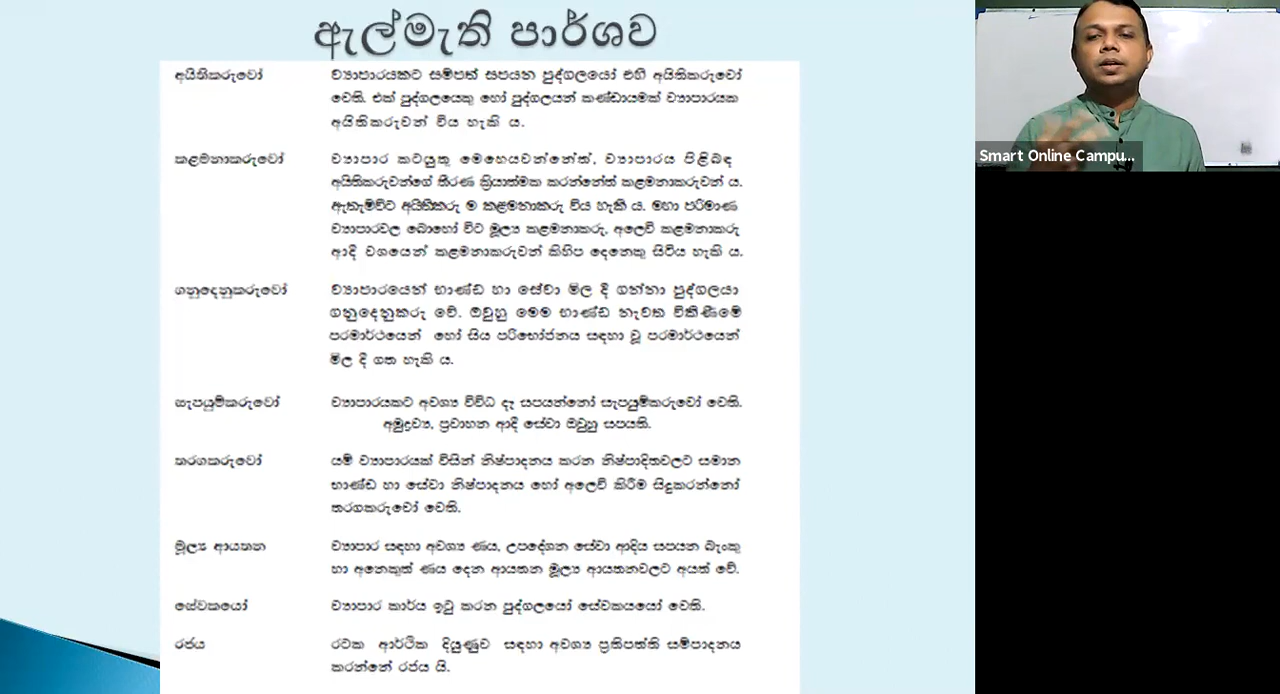 ඇල්මැති පාර්ශව
අයිතිකරුවෝ ව්‍යාපාරයකට සම්පත් සපයන පුද්ගලයෝ එහි අයිතිකරුවෝ
වෙති. එක් පුද්ගලයෙකු හෝ පුද්ගලයන් කණ්ඩායමක් ව්‍යාපාරයක
අයිතිකරුවන් විය හැකි ය.
කළමනාකරුවෝ ව්‍යාපාර කටයුතු මෙහෙයවන්නේත්, ව්‍යාපාරය පිළිබඳ
අයිතිකරුවන්ගේ තීරණ ක්‍රියාත්මක කරන්නේත් කළමනාකරුවන් ය.
ඇතැම්විට අයිතිකරු ම කළමනාකරු විය හැකි ය. මහා පරිමාණ
ව්‍යාපාරවල බොහෝ විට මූල්‍ය කළමනාකරු, අලෙවි කළමනාකරු
ආදි වශයෙන් කළමනාකරුවන් කිහිප දෙනෙකු සිටිය හැකි ය.
ගනුදෙනුකරුවෝ ව්‍යාපාරයෙන් භාණ්ඩ හා සේවා මිල දී ගන්නා පුද්ගලයා
ගනුදෙනුකරු වේ. ඔවුහු මෙම භාණ්ඩ නැවත විකිණීමේ
පරමාර්ථයෙන් හෝ සිය පරිභෝජනය සඳහා වූ පරමාර්ථයෙන්
මිල දී ගත හැකි ය.
සැපයුම්කරුවෝ ව්‍යාපාරයකට අවශ්‍ය විවිධ දෑ සපයන්නෝ සැපයුම්කරුවෝ වෙති.
අමුද්‍රව්‍ය, ප්‍රවාහන ආදී සේවා ඔවුහු සපයති.
තරගකරුවෝ යම් ව්‍යාපාරයක් විසින් නිෂ්පාදනය කරන නිෂ්පාදිතවලට සමාන
භාණ්ඩ හා සේවා නිෂ්පාදනය හෝ අලෙවි කිරීම සිදුකරන්නෝ
තරගකරුවෝ වෙති.
මූල්‍ය ආයතන ව්‍යාපාර සඳහා අවශ්‍ය ණය, උපදේශන සේවා ආදිය සපයන බැංකු
හා අනෙකුත් ණය දෙන ආයතන මූල්‍ය ආයතනවලට අයත් වේ.
සේවකයෝ ව්‍යාපාර කාර්ය ඉටු කරන පුද්ගලයෝ සේවකයයෝ වෙති.
රජය රටක ආර්ථික දියුණුව සඳහා අවශ්‍ය ප්‍රතිපත්ති සම්පාදනය
කරන්නේ රජය යි.
Smart Online Campu...